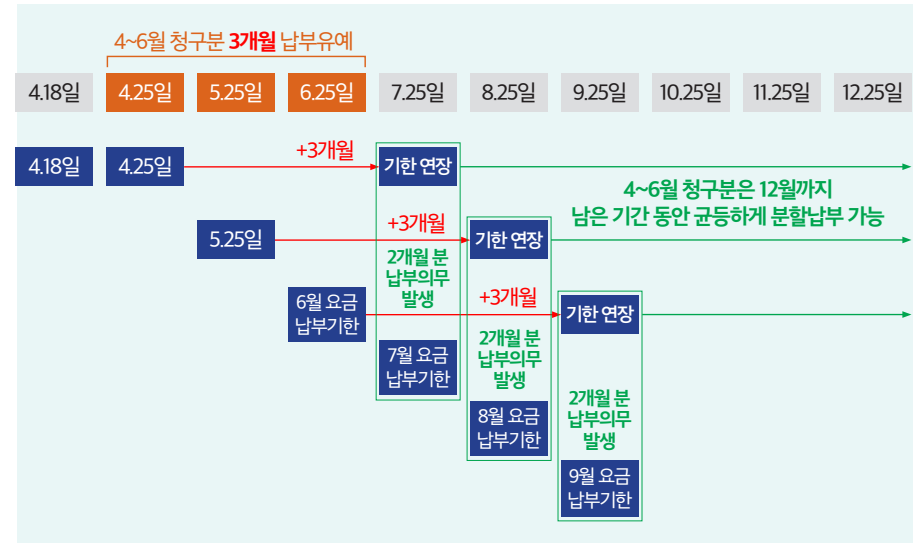 4~6월 청구분 3개월 납부유예
4.18일 4.25일 5.25일 6.25일 7.25일 8.25일 9.25일 10.25일 11.25일 12.25일
4.18일 4.25일 +3개월 기한 연장
4~6월 청구분은 12월까지
남은 기간 동안 균등하게 분할납부 가능
5.25일 +3개월 기한 연장
2개월 분
납부의무
발생
6월 요금
납부기한
+3개월 기한 연장
7월 요금
납부기한
2개월 분
납부의무
발생
8월 요금
납부기한
2개월 분
납부의무
발생
9월 요금
납부기한